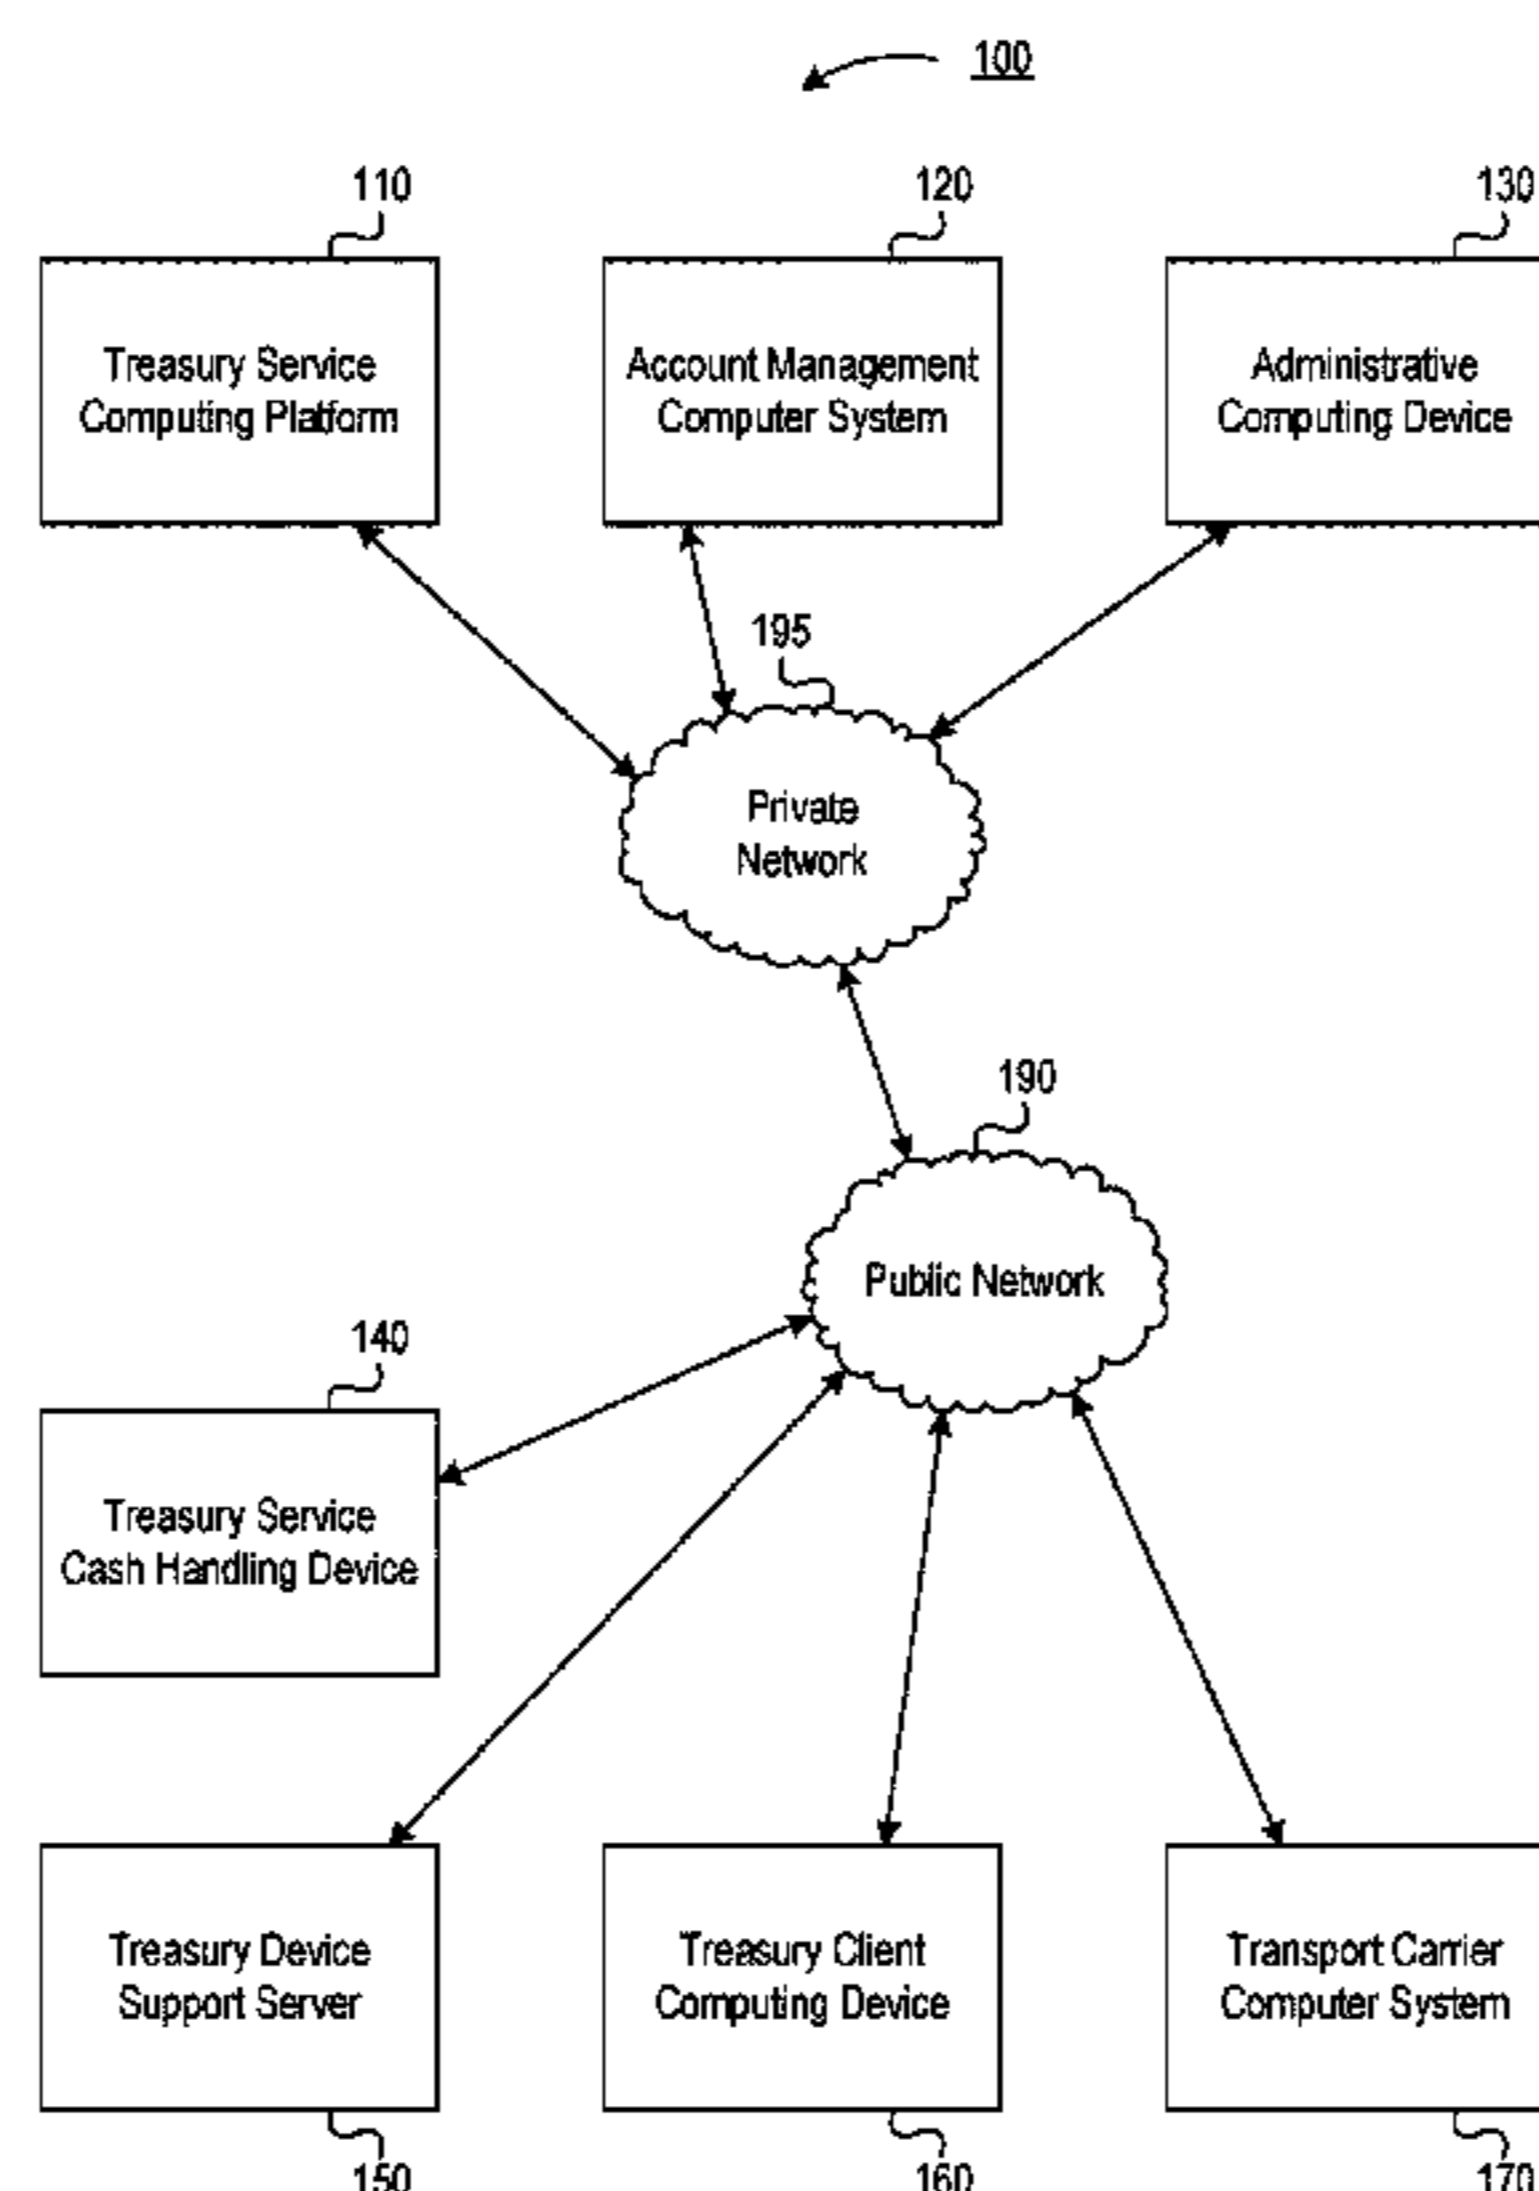 100
110
120
130
Treasury Service
Computing Platform
Account Management
Computer System
Administrative
Computing Device
195
Private
Network
190
Public Network
140
Treasury Service
Cash Handling Device
Treasury Device
Support Server
Treasury Client
Computing Device
Transport Carrier
Computer System
150
160
170